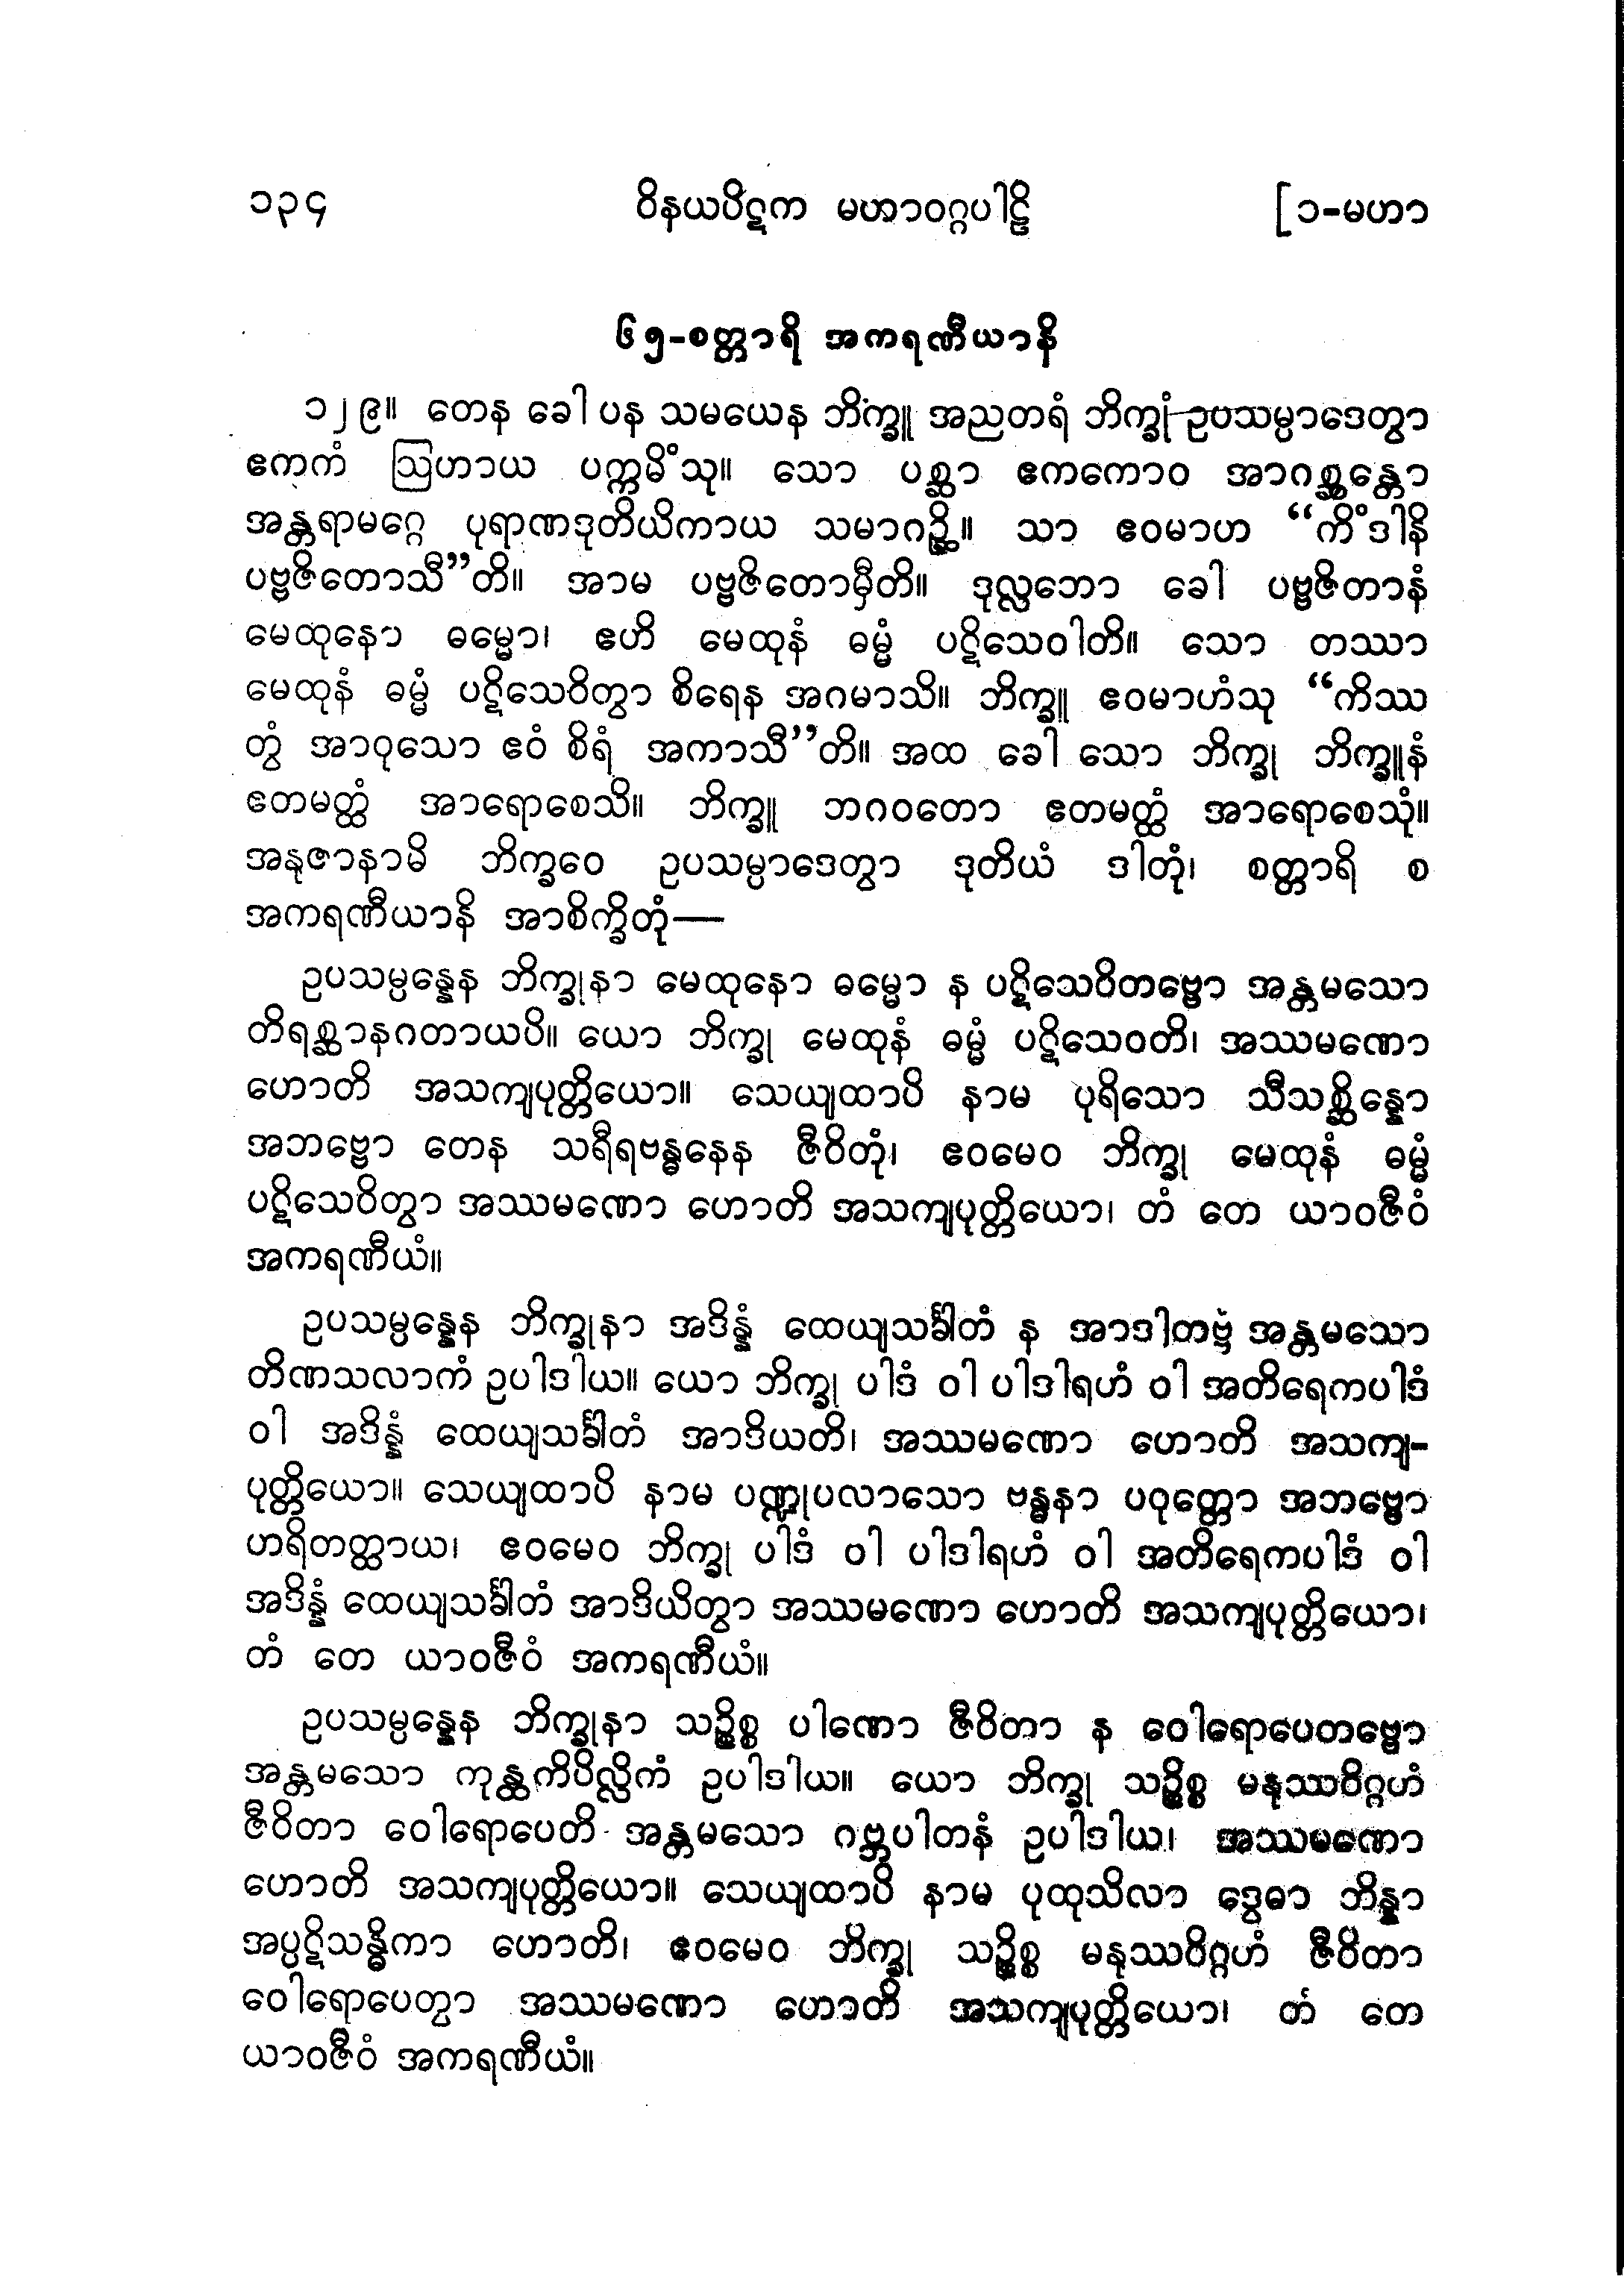 ၁၃၄ ဝိနယပိဋက မဟာဝဂ္ဂပါဠိ [၁-မဟာ
၆၅-စတ္တာရိ အကရဏီယာနိ
၁၂၉။ တေန ခေါ ပန သမယေန ဘိက္ခူ အညတရံ ဘိက္ခုံ ဥပသမ္ပာဒေတွာ
ဧကကံ ဩဟာယ ပက္ကမိံသု။ သော ပစ္ဆာ ဧကကောဝ အာဂစ္ဆန္တော
အန္တရာမဂ္ဂေ ပုရာဏဒုတိယိကာယ သမာဂဉ္ဆိ။ သာ ဧဝမာဟ “ကိံဒါနိ
ပဗ္ဗဇိတောသီ”တိ။ အာမ ပဗ္ဗဇိတောမှီတိ။ ဒုလ္လဘော ခေါ ပဗ္ဗဇိတာနံ
မေထုနော ဓမ္မော၊ ဧဟိ မေထုနံ ဓမ္မံ ပဋိသေဝါတိ။ သော တဿာ
မေထုနံ ဓမ္မံ ပဋိသေဝိတွာ စိရေန အဂမာသိ။ ဘိက္ခူ ဧဝမာဟံသု “ကိဿ
တွံ အာဝုသော ဧဝံ စိရံ အကာသီ”တိ။ အထ ခေါ သော ဘိက္ခု ဘိက္ခူနံ
ဧတမတ္ထံ အာရောစေသိ။ ဘိက္ခူ ဘဂဝတော ဧတမတ္ထံ အာရောစေသုံ။
အနုဇာနာမိ ဘိက္ခဝေ ဥပသမ္ပာဒေတွာ ဒုတိယံ ဒါတုံ၊ စတ္တာရိ စ
အကရဏီယာနိ အာစိက္ခိတုံ—
ဥပသမ္ပန္နေန ဘိက္ခုနာ မေထုနော ဓမ္မော န ပဋိသေဝိတဗ္ဗော အန္တမသော
တိရစ္ဆာနဂတာယပိ။ ယော ဘိက္ခု မေထုနံ ဓမ္မံ ပဋိသေဝတိ၊ အဿမဏော
ဟောတိ အသကျပုတ္တိယော။ သေယျထာပိ နာမ ပုရိသော သီသစ္ဆိန္နော
အဘဗ္ဗော တေန သရီရဗန္ဓနေန ဇီဝိတုံ၊ ဧဝမေဝ ဘိက္ခု မေထုနံ ဓမ္မံ
ပဋိသေဝိတွာ အဿမဏော ဟောတိ အသကျပုတ္တိယော၊ တံ တေ ယာဝဇီဝံ
အကရဏီယံ။
ဥပသမ္ပန္နေန ဘိက္ခုနာ အဒိန္နံ ထေယျသင်္ခါတံ န အာဒါတဗ္ဗံ အန္တမသော
တိဏသလာကံ ဥပါဒါယ။ ယော ဘိက္ခု ပါဒံ ဝါ ပါဒါရဟံ ဝါ အတိရေကပါဒံ
ဝါ အဒိန္နံ ထေယျသင်္ခါတံ အာဒိယတိ၊ အဿမဏော ဟောတိ အသကျ-
ပုတ္တိယော။ သေယျထာပိ နာမ ပဏ္ဍုပလာသော ဗန္ဓနာ ပဝုတ္တော အဘဗ္ဗော
ဟရိတတ္ထာယ၊ ဧဝမေဝ ဘိက္ခု ပါဒံ ဝါ ပါဒါရဟံ ဝါ အတိရေကပါဒံ ဝါ
အဒိန္နံ ထေယျသင်္ခါတံ အာဒိယိတွာ အဿမဏော ဟောတိ အသကျပုတ္တိယော၊
တံ တေ ယာဝဇီဝံ အကရဏီယံ။
ဥပသမ္ပန္နေန ဘိက္ခုနာ သဉ္စိစ္စ ပါဏော ဇီဝိတာ န ဝေါရောပေတဗ္ဗော
အန္တမသော ကုန္ထကိပိလ္လိကံ ဥပါဒါယ။ ယော ဘိက္ခု သဉ္စိစ္စ မနုဿဝိဂ္ဂဟံ
ဇီဝိတာ ဝေါရောပေတိ အန္တမသော ဂဗ္ဘပါတနံ ဥပါဒါယ၊ အဿမဏော
ဟောတိ အသကျပုတ္တိယော။ သေယျထာပိ နာမ ပုထုသိလာ ဒွေဓာ ဘိန္နာ
အပ္ပဋိသန္ဓိကာ ဟောတိ၊ ဧဝမေဝ ဘိက္ခု သဉ္စိစ္စ မနုဿဝိဂ္ဂဟံ ဇီဝိတာ
ဝေါရောပေတွာ အဿမဏော ဟောတိ အသကျပုတ္တိယော၊ တံ တေ
ယာဝဇီဝံ အကရဏီယံ။